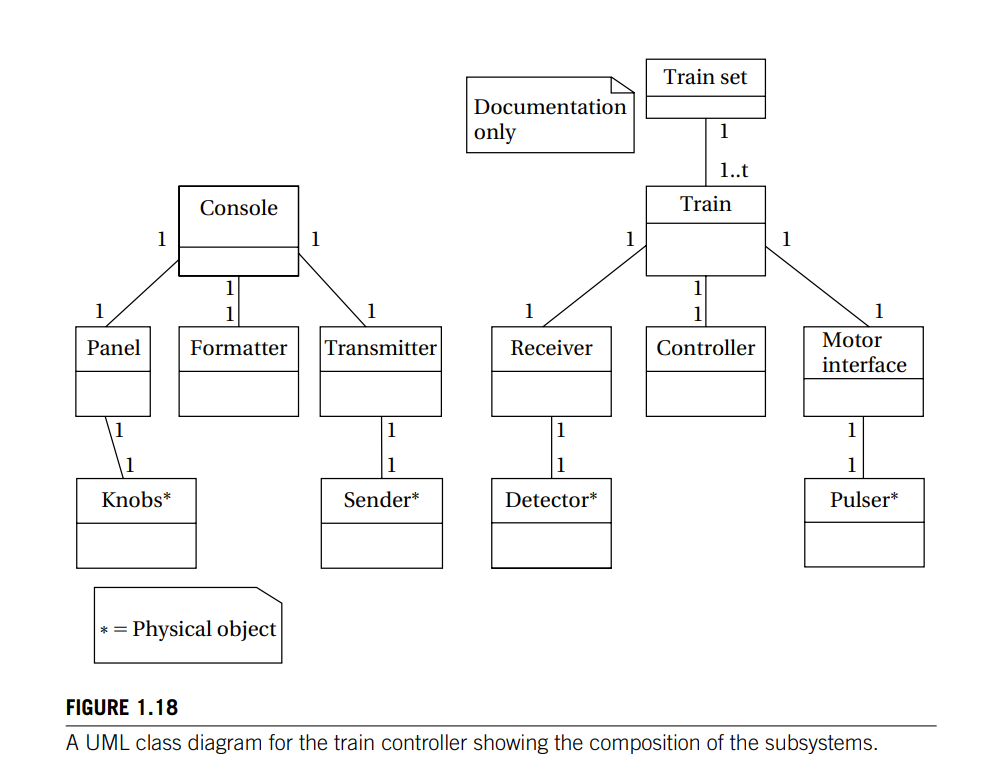 Train set
Documentation
only
1
1..t
Console
Train
1
1
1
1
1
1
1
1
1
1
1
1
Panel
Formatter
Transmitter
Receiver
Controller
Motor
interface
1
1
1
1
1
1
1
1
Knobs*
Sender*
Detector*
Pulser*
* = Physical object
FIGURE 1.18
A UML class diagram for the train controller showing the composition of the subsystems.